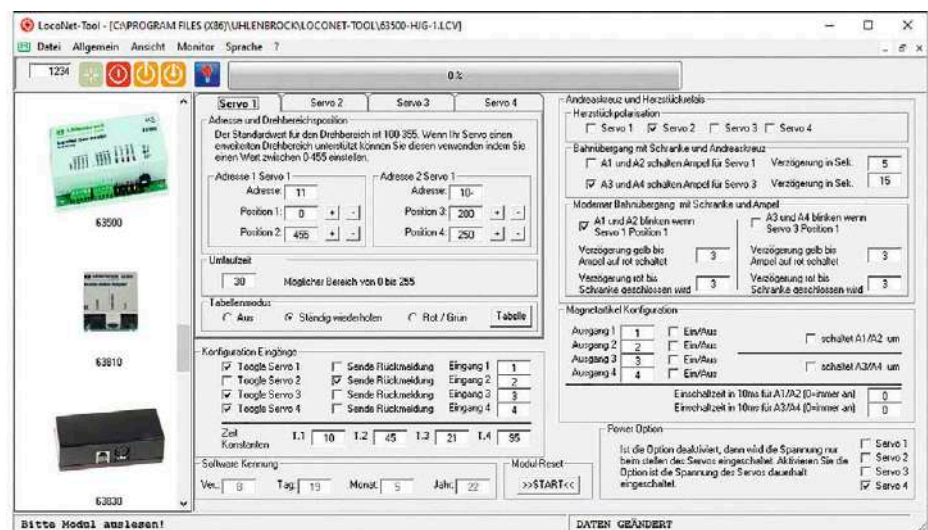 LocoNet-Tool - [C:\PROGRAM FILES (X86)\UHLENBROCK\LOCONET-TOOL\63500-HJG-1.LCV]
Datei Allgemein Ansicht Monitor Sprache ?
1234
0 %
63500
63810
63830
Servo 1 Servo 2 Servo 3 Servo 4
Adresse und Drehbereichsposition
Der Standardwert für den Drehbereich ist 100-355. Wenn Ihr Servo einen
erweiterten Drehbereich unterstützt können Sie diesen verwenden indem Sie
einen Wert zwischen 0-455 einstellen.
Adresse 1 Servo 1
Adresse: 11
Position 1: 0 + -
Position 2: 455 + -
Adresse 2 Servo 1
Adresse: 10-
Position 3: 200 + -
Position 4: 250 + -
Umlaufzeit
30 Möglicher Bereich von 0 bis 255
Tabellenmodus
Aus Ständig wiederholen Rot / Grün Tabelle
Konfiguration Eingänge
Toogle Servo 1 Sende Rückmeldung Eingang 1 1
Toogle Servo 2 Sende Rückmeldung Eingang 2 2
Toogle Servo 3 Sende Rückmeldung Eingang 3 3
Toogle Servo 4 Sende Rückmeldung Eingang 4 4
Zeit
Konstanten
1.1 10 1.2 45 1.3 21 1.4 95
Software Kennung
Ver.: 8 Tag: 19 Monat: 5 Jahr: 22
Modul Reset
>>START<<
Andreaskreuz und Herzstückrelais
Herzstückpolarisation
Servo 1 Servo 2 Servo 3 Servo 4
Bahnübergang mit Schranke und Andreaskreuz
A1 und A2 schalten Ampel für Servo 1 Verzögerung in Sek. 5
A3 und A4 schalten Ampel für Servo 3 Verzögerung in Sek. 15
Moderner Bahnübergang mit Schranke und Ampel
A1 und A2 blinken wenn
Servo 1 Position 1
Verzögerung gelb bis
Ampel auf rot schaltet 3
Verzögerung rot bis
Schranke geschlossen wird 3
A3 und A4 blinken wenn
Servo 3 Position 1
Verzögerung gelb bis
Ampel auf rot schaltet 3
Verzögerung rot bis
Schranke geschlossen wird 3
Magnetartikel Konfiguration
Ausgang 1 1 Ein/Aus
Ausgang 2 2 Ein/Aus
Ausgang 3 3 Ein/Aus
Ausgang 4 4 Ein/Aus
schaltet A1/A2 um
schaltet A3/A4 um
Einschaltzeit in 10ms für A1/A2 (0=immer an) 0
Einschaltzeit in 10ms für A3/A4 (0=immer an) 0
Power Option
Ist die Option deaktiviert, dann wird die Spannung nur
beim stellen des Servos eingeschaltet. Aktivieren Sie die
Option ist die Spannung des Servos dauerhaft
eingeschaltet.
Servo 1
Servo 2
Servo 3
Servo 4
Bitte Modul auslesen!
DATEN GEÄNDERT